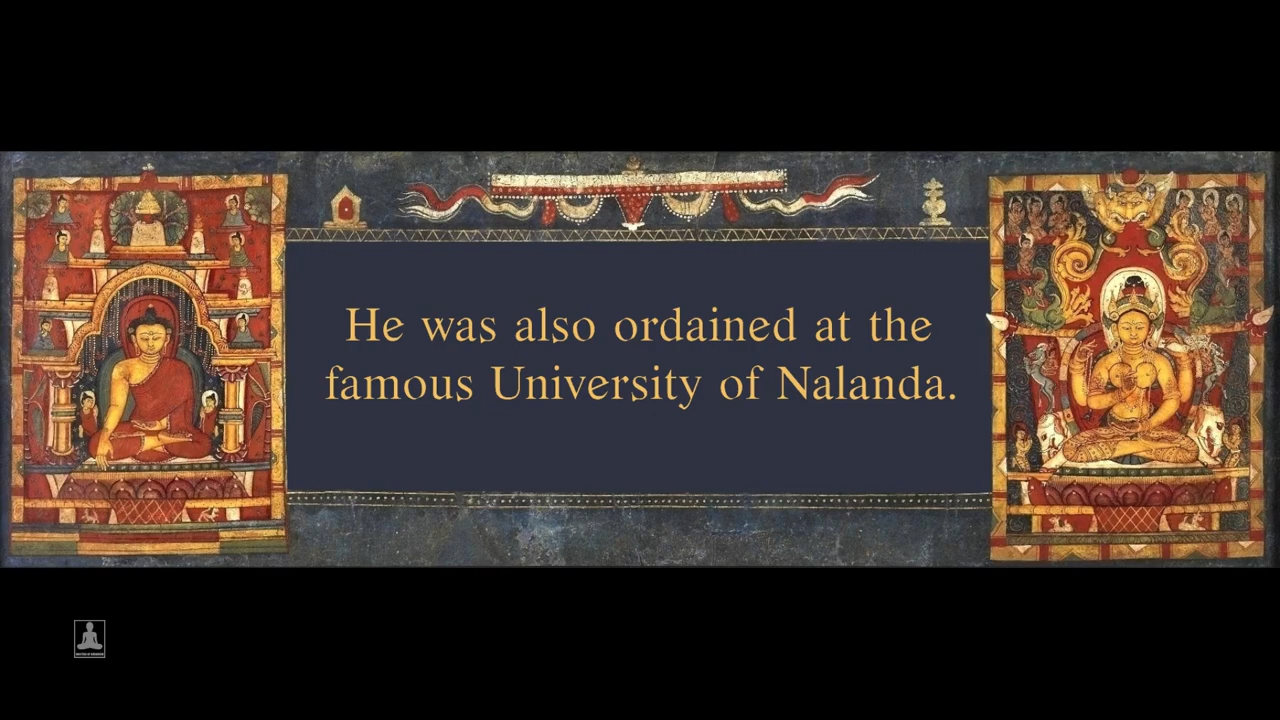 He was also ordained at the
famous University of Nalanda.